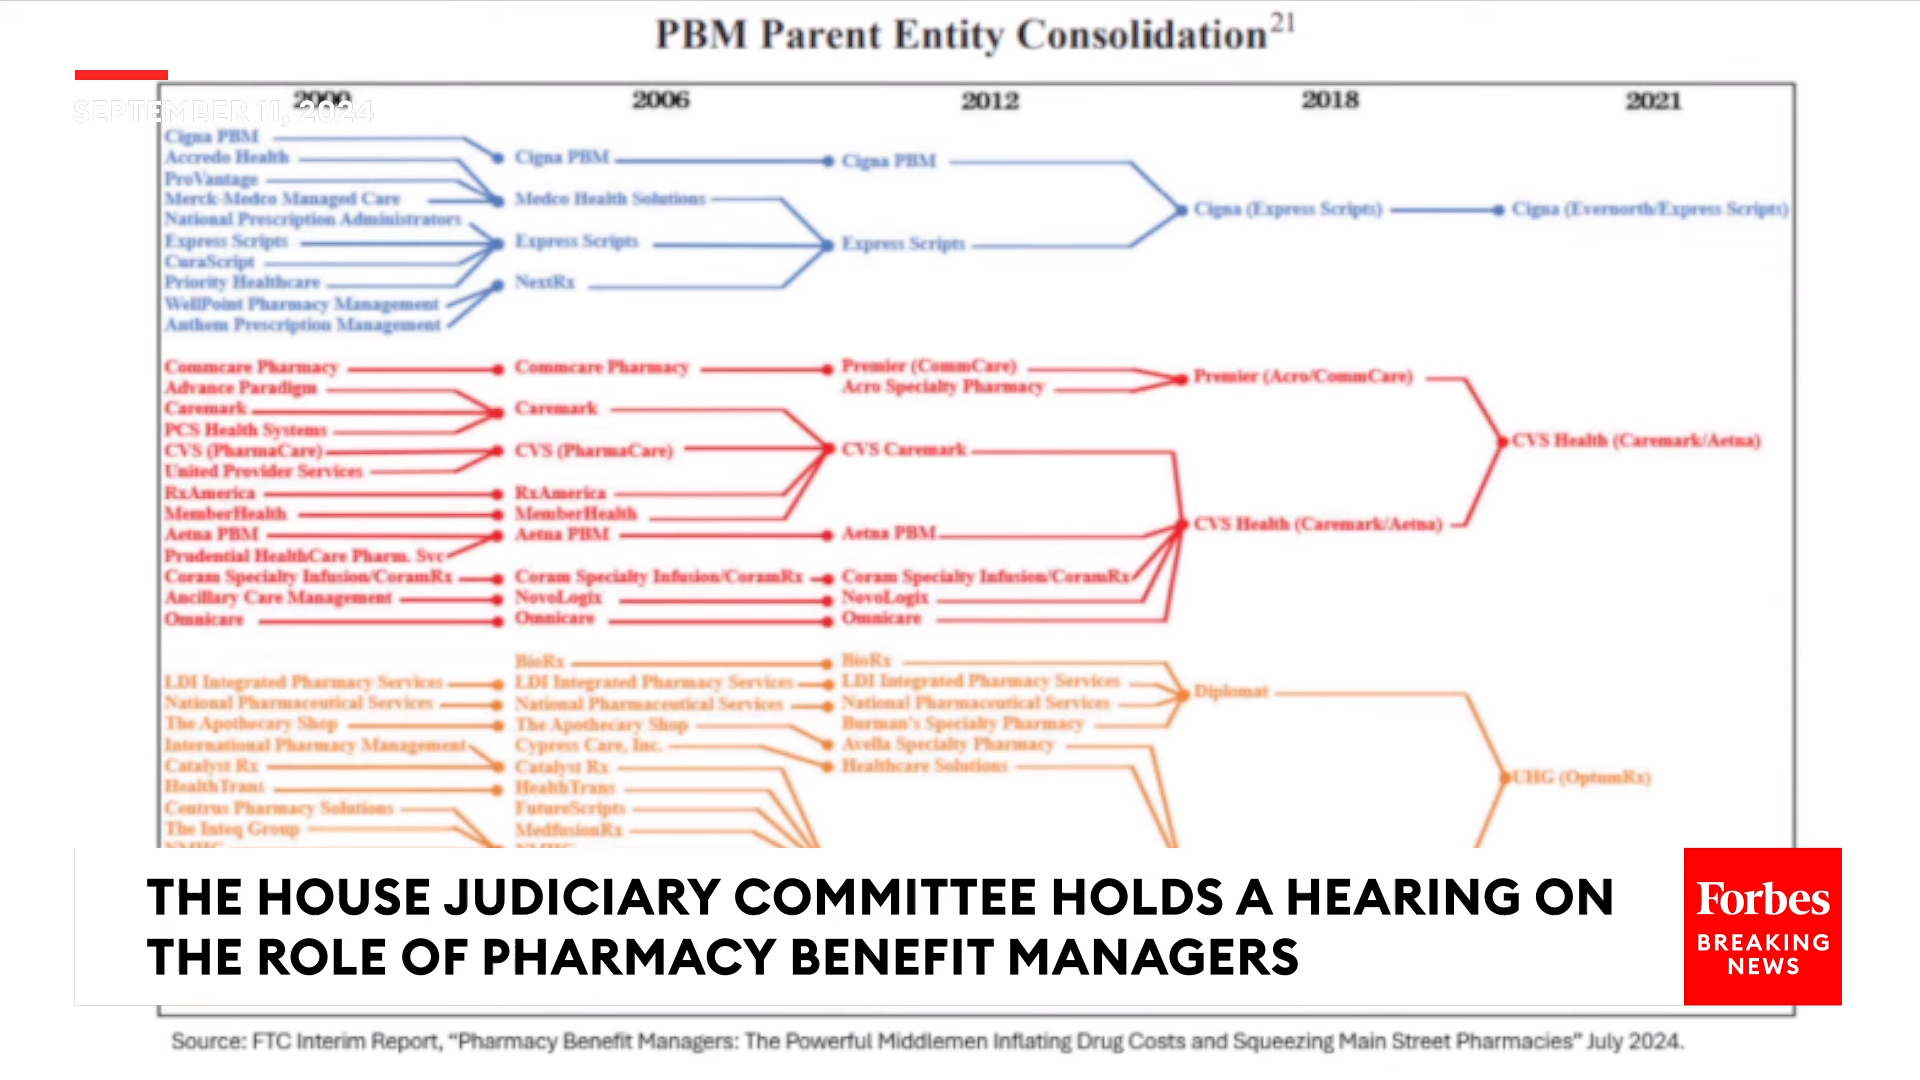 PBM Parent Entity Consolidation21
SEPTEMBER 11, 2024
2000 2006 2012 2018 2021
Cigna PBM
Accredo Health
ProVantage
Merck-Medco Managed Care
National Prescription Administrators
Express Scripts
CuraScript
Priority Healthcare
WellPoint Pharmacy Management
Anthem Prescription Management
Cigna PBM
Medco Health Solutions
Express Scripts
NextRx
Cigna PBM
Express Scripts
Cigna (Express Scripts)
Cigna (Evernorth/Express Scripts)
Commcare Pharmacy
Advance Paradigm
Caremark
PCS Health Systems
CVS (PharmaCare)
United Provider Services
RxAmerica
MemberHealth
Aetna PBM
Prudential HealthCare Pharm. Svc
Coram Specialty Infusion/CoramRx
Ancillary Care Management
Omnicare
Commcare Pharmacy
Caremark
CVS (PharmaCare)
RxAmerica
MemberHealth
Aetna PBM
Coram Specialty Infusion/CoramRx
NovoLogix
Omnicare
Premier (CommCare)
Acro Specialty Pharmacy
CVS Caremark
Aetna PBM
Coram Specialty Infusion/CoramRx
NovoLogix
Omnicare
Premier (Acro/CommCare)
CVS Health (Caremark/Aetna)
CVS Health (Caremark/Aetna)
LDI Integrated Pharmacy Services
National Pharmaceutical Services
The Apothecary Shop
International Pharmacy Management
Catalyst Rx
HealthTrans
Centrus Pharmacy Solutions
The Inteq Group
BioRx
LDI Integrated Pharmacy Services
National Pharmaceutical Services
The Apothecary Shop
Cypress Care, Inc.
Catalyst Rx
HealthTrans
FutureScripts
MedfusionRx
BioRx
LDI Integrated Pharmacy Services
National Pharmaceutical Services
Burman's Specialty Pharmacy
Avella Specialty Pharmacy
Healthcare Solutions
Diplomat
UHG (OptumRx)
THE HOUSE JUDICIARY COMMITTEE HOLDS A HEARING ON
THE ROLE OF PHARMACY BENEFIT MANAGERS
Forbes
BREAKING
NEWS
Source: FTC Interim Report, “Pharmacy Benefit Managers: The Powerful Middlemen Inflating Drug Costs and Squeezing Main Street Pharmacies” July 2024.